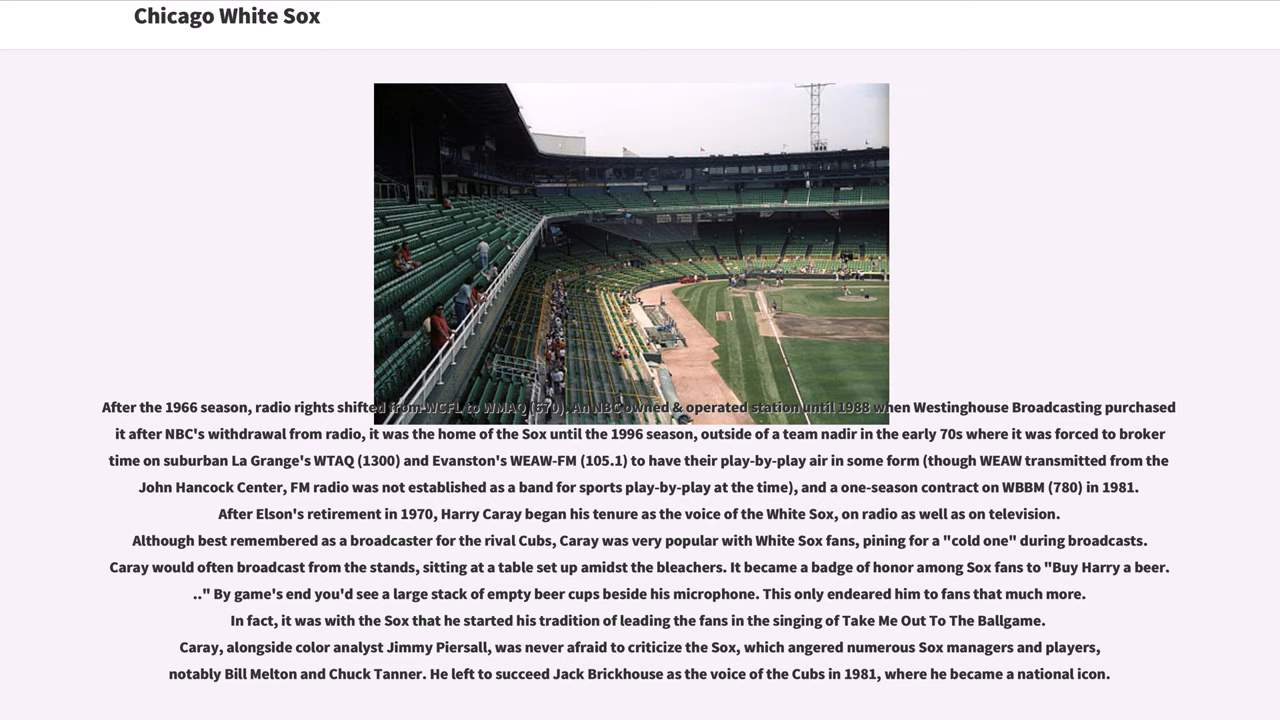 Chicago White Sox
After the 1966 season, radio rights shifted from WCFL to WMAQ (670). An NBC owned & operated station until 1988 when Westinghouse Broadcasting purchased
it after NBC's withdrawal from radio, it was the home of the Sox until the 1996 season, outside of a team nadir in the early 70s where it was forced to broker
time on suburban La Grange's WTAQ (1300) and Evanston's WEAW-FM (105.1) to have their play-by-play air in some form (though WEAW transmitted from the
John Hancock Center, FM radio was not established as a band for sports play-by-play at the time), and a one-season contract on WBBM (780) in 1981.
After Elson's retirement in 1970, Harry Caray began his tenure as the voice of the White Sox, on radio as well as on television.
Although best remembered as a broadcaster for the rival Cubs, Caray was very popular with White Sox fans, pining for a "cold one" during broadcasts.
Caray would often broadcast from the stands, sitting at a table set up amidst the bleachers. It became a badge of honor among Sox fans to "Buy Harry a beer.
.." By game's end you'd see a large stack of empty beer cups beside his microphone. This only endeared him to fans that much more.
In fact, it was with the Sox that he started his tradition of leading the fans in the singing of Take Me Out To The Ballgame.
Caray, alongside color analyst Jimmy Piersall, was never afraid to criticize the Sox, which angered numerous Sox managers and players,
notably Bill Melton and Chuck Tanner. He left to succeed Jack Brickhouse as the voice of the Cubs in 1981, where he became a national icon.